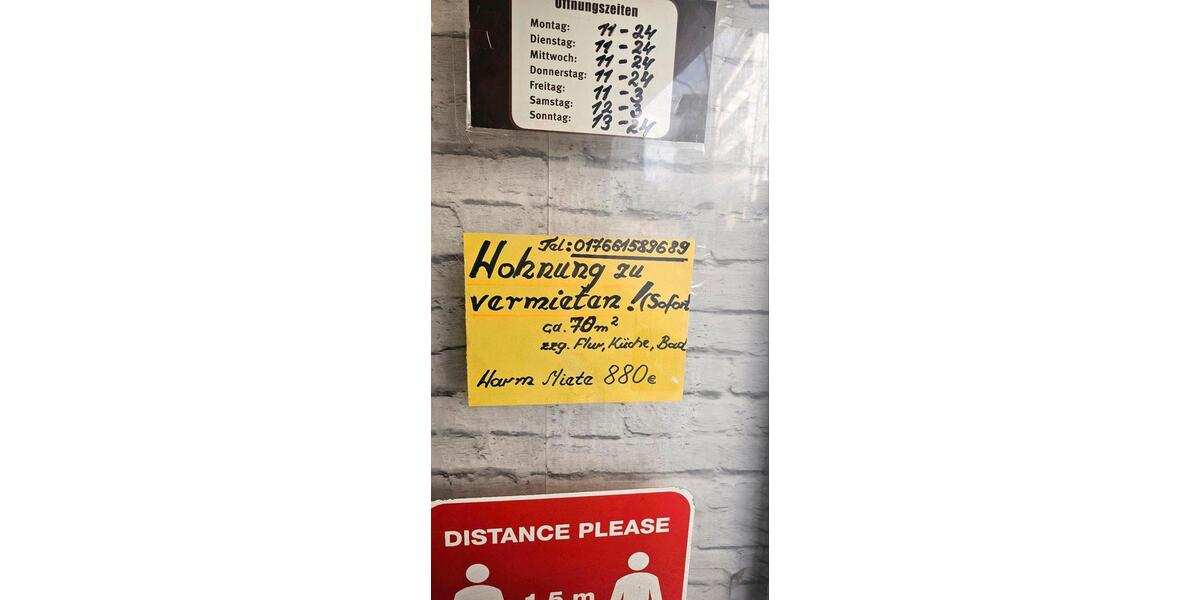 Öffnungszeiten
Montag: 11-24
Dienstag: 11-24
Mittwoch: 11-24
Donnerstag: 11-24
Freitag: 11-3
Samstag: 12-3
Sonntag: 13-24
Tel: 017661589689
Wohnung zu
vermieten! (Sofort
ca. 70m²
zzg. Flur, Küche, Bad
Warm Miete 880€
DISTANCE PLEASE
1,5 m